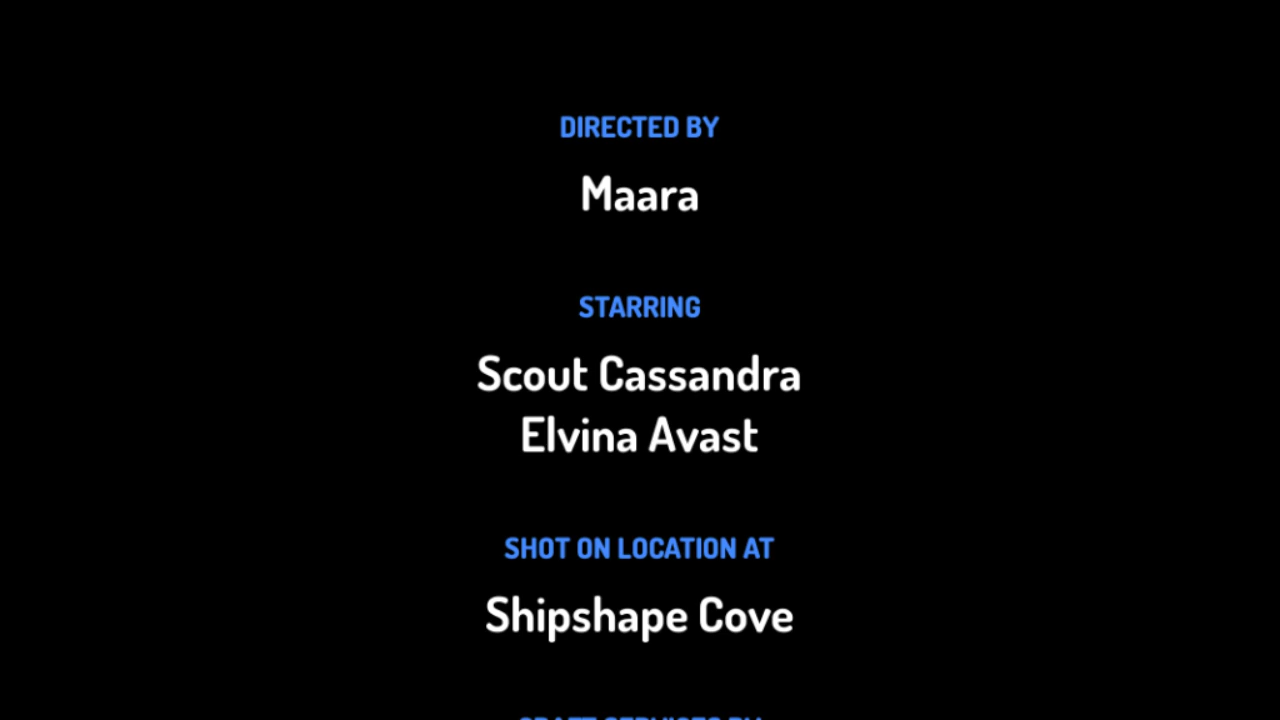 DIRECTED BY
Maara
STARRING
Scout Cassandra
Elvina Avast
SHOT ON LOCATION AT
Shipshape Cove